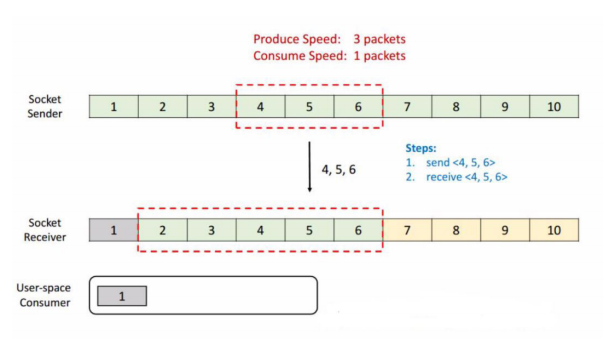 Produce Speed: 3 packets
Consume Speed: 1 packets
Socket
Sender
1 2 3 4 5 6 7 8 9 10
4, 5, 6
Steps:
1. send <4, 5, 6>
2. receive <4, 5, 6>
Socket
Receiver
1 2 3 4 5 6 7 8 9 10
User-space
Consumer
1